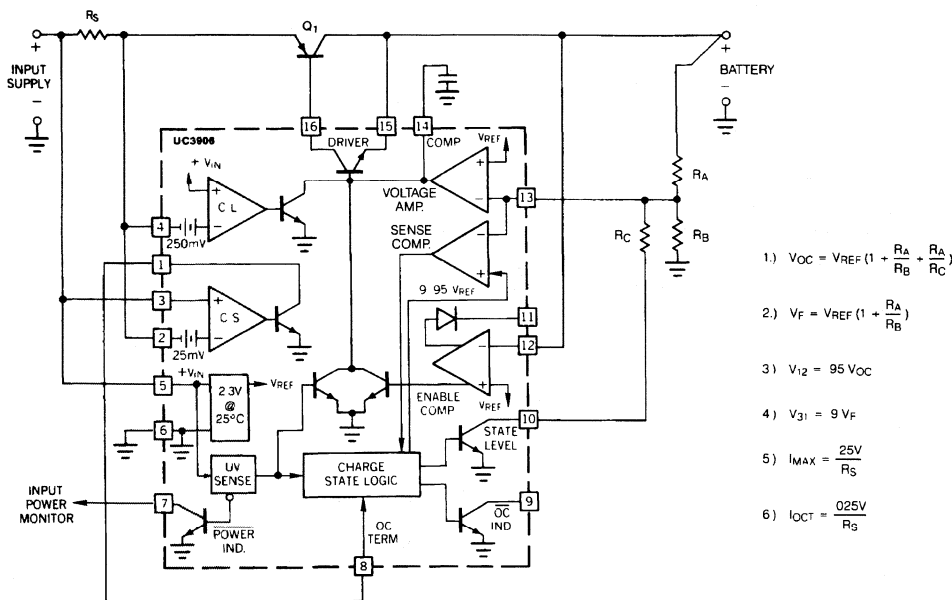 RS
Q1
+
INPUT
SUPPLY
−
+
BATTERY
−
16
15
14
UC3906
DRIVER
COMP
VREF
+ VIN
+
C L
−
4
250mV
VOLTAGE
AMP.
+
−
13
RA
RC
RB
SENSE
COMP.
−
+
9 95 VREF
1
3
+
C S
−
2
25mV
11
12
−
+
ENABLE
COMP
VREF
5
+VIN
2 3V
@
25°C
VREF
6
10
STATE
LEVEL
UV
SENSE
CHARGE
STATE LOGIC
INPUT
POWER
MONITOR
7
POWER
IND.
OC
TERM
OC
IND
9
8
1.) VOC = VREF (1 + RA/RB + RA/RC)
2.) VF = VREF (1 + RA/RB)
3) V12 = 95 VOC
4) V31 = 9 VF
5) IMAX = 25V/RS
6) IOCT = 025V/RS